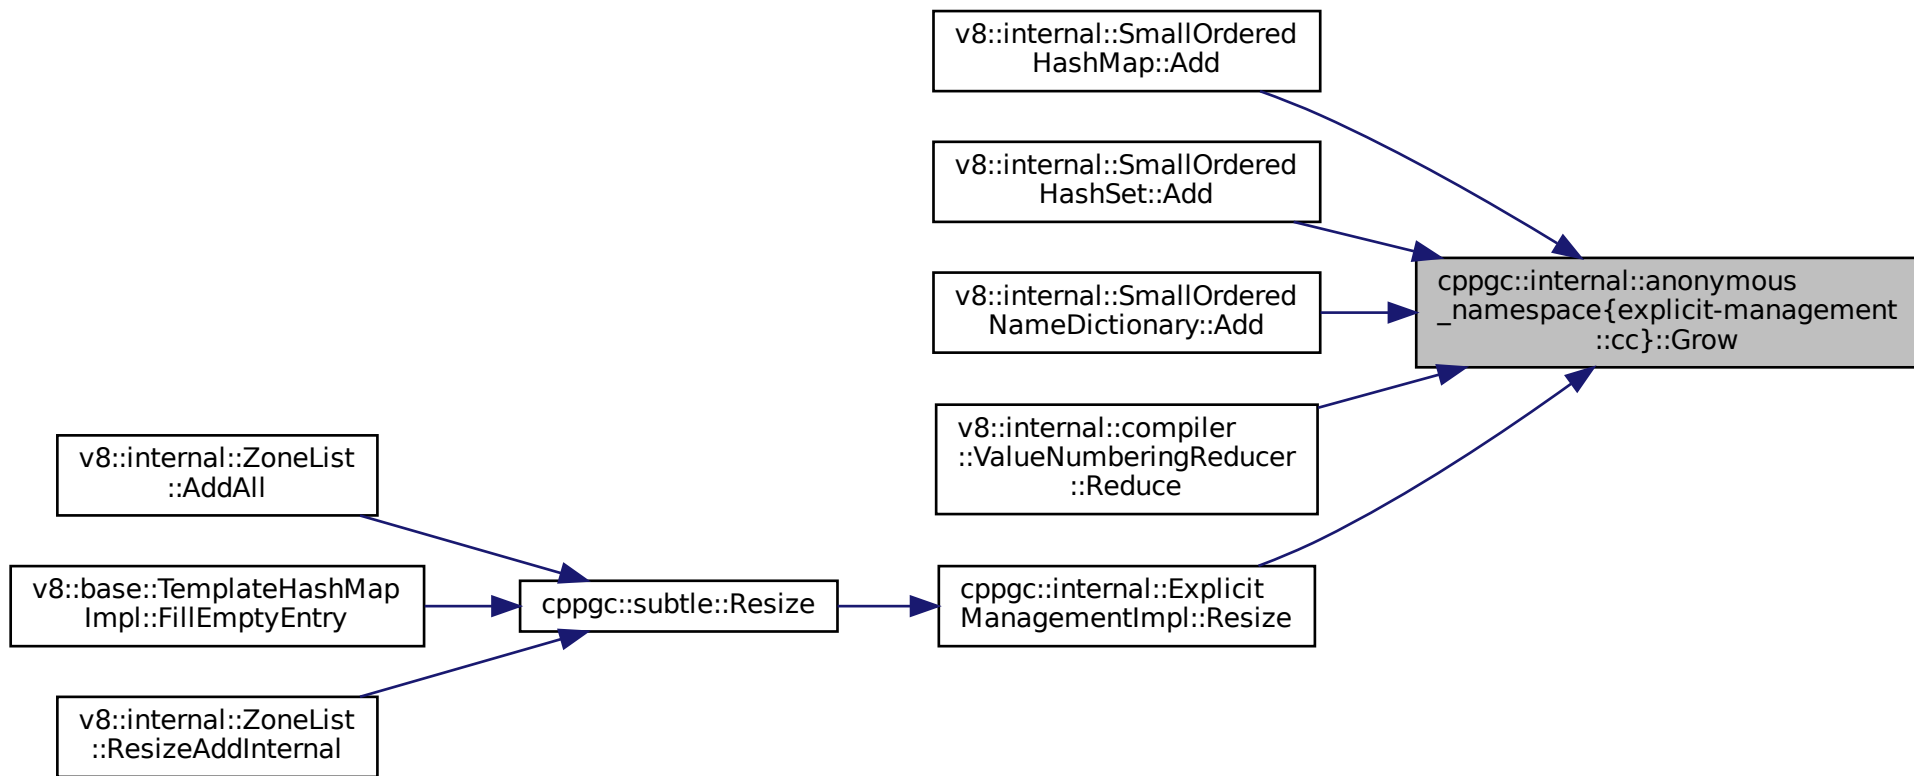 v8::internal::SmallOrdered
HashMap::Add
v8::internal::SmallOrdered
HashSet::Add
v8::internal::SmallOrdered
NameDictionary::Add
cppgc::internal::anonymous
_namespace{explicit-management
::cc}::Grow
v8::internal::compiler
::ValueNumberingReducer
::Reduce
v8::internal::ZoneList
::AddAll
v8::base::TemplateHashMap
Impl::FillEmptyEntry
cppgc::subtle::Resize
cppgc::internal::Explicit
ManagementImpl::Resize
v8::internal::ZoneList
::ResizeAddInternal